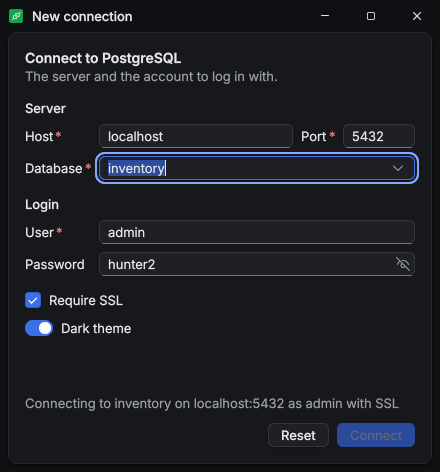 New connection
Connect to PostgreSQL
The server and the account to log in with.
Server
Host* localhost Port* 5432
Database* inventory
Login
User* admin
Password hunter2
Require SSL
Dark theme
Connecting to inventory on localhost:5432 as admin with SSL
Reset Connect